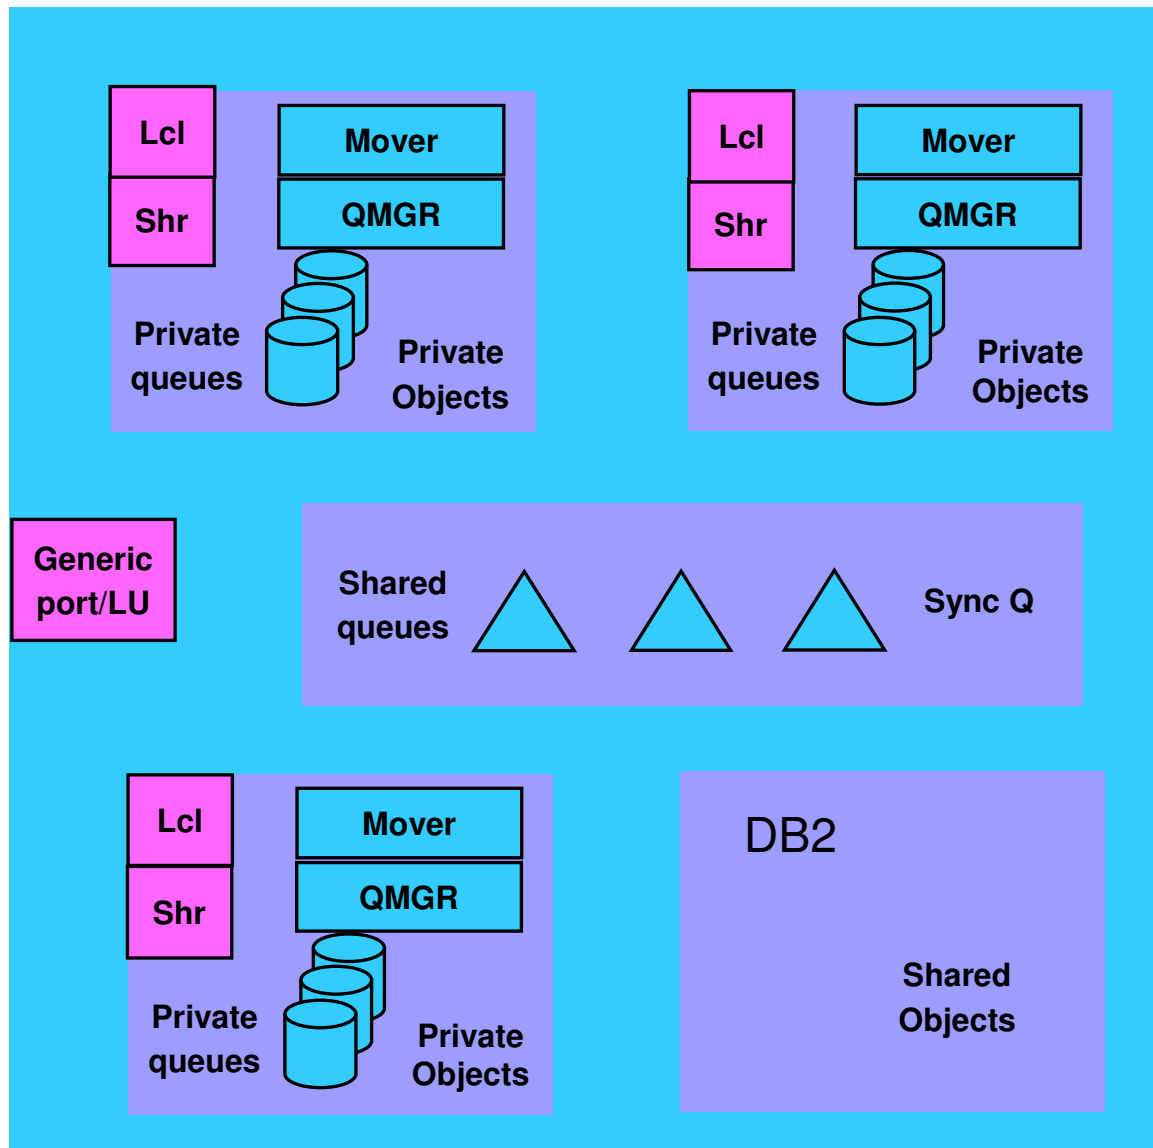 Lcl
Mover
Shr
QMGR
Private
queues
Private
Objects
Lcl
Mover
Shr
QMGR
Private
queues
Private
Objects
Generic
port/LU
Shared
queues
Sync Q
Lcl
Mover
Shr
QMGR
Private
queues
Private
Objects
DB2
Shared
Objects